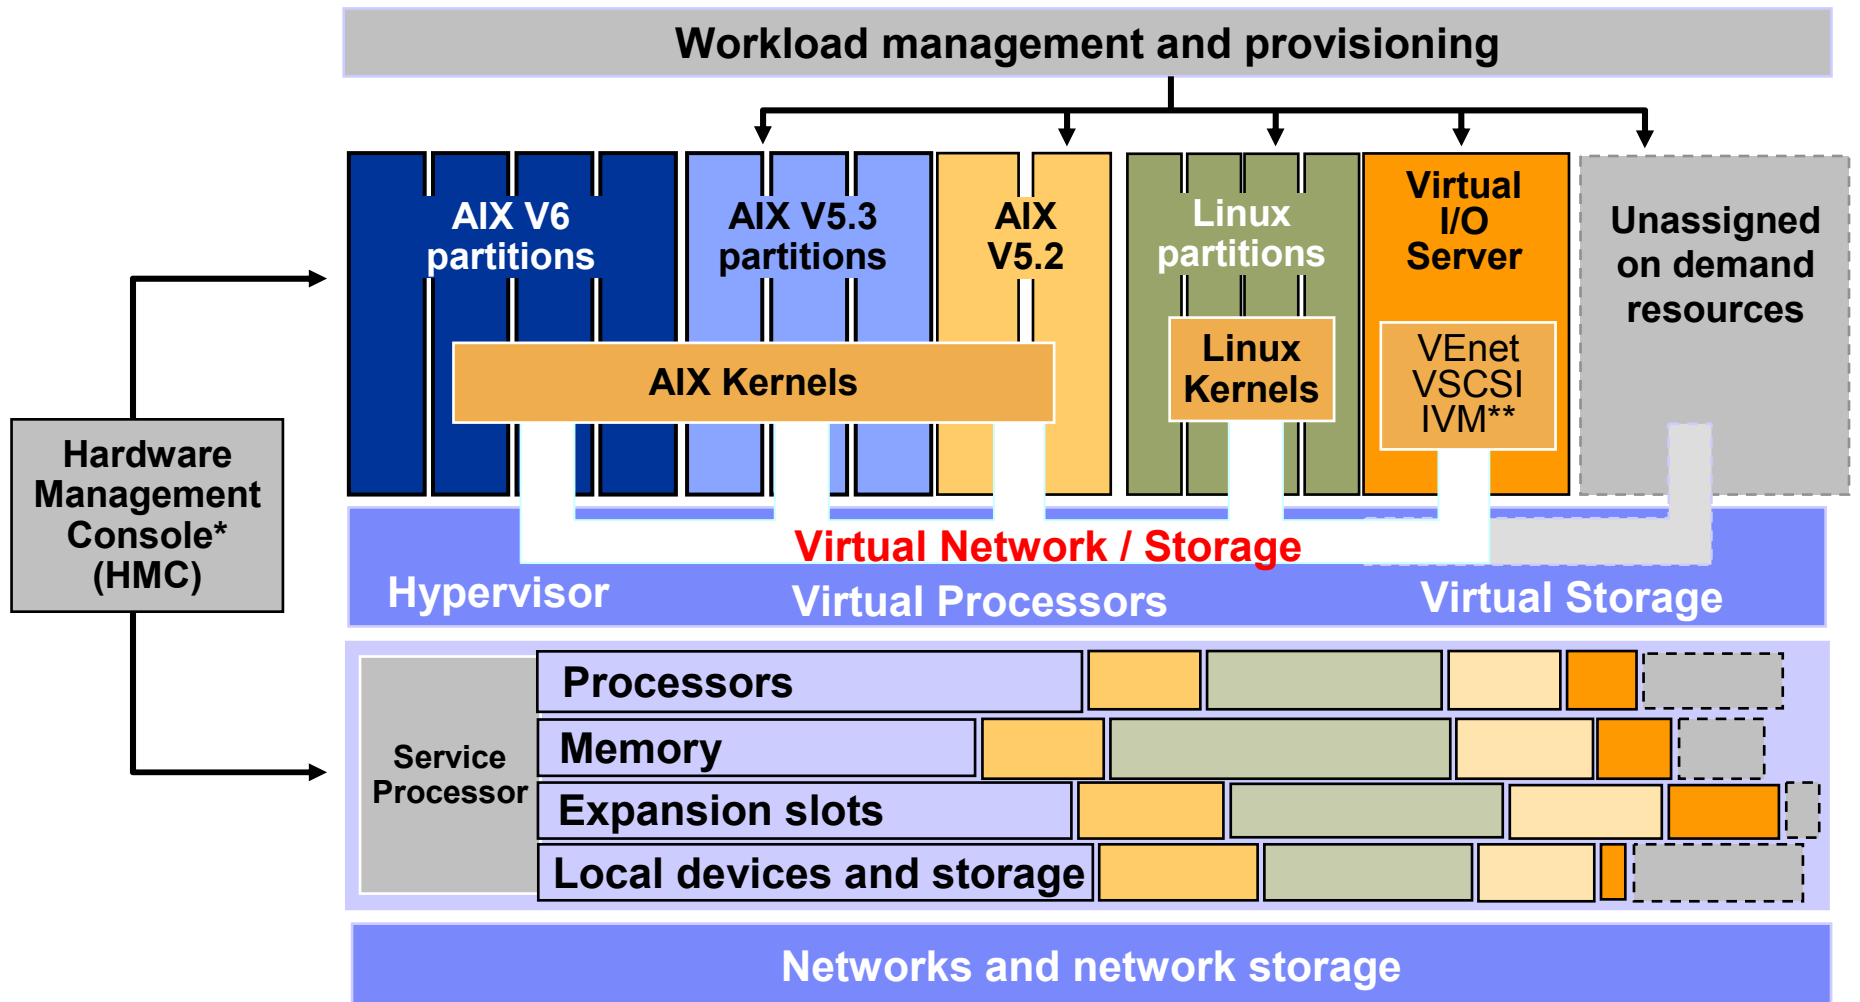 Workload management and provisioning
AIX V6
partitions
AIX V5.3
partitions
AIX
V5.2
Linux
partitions
Virtual
I/O
Server
Unassigned
on demand
resources
AIX Kernels
Linux
Kernels
VEnet
VSCSI
IVM**
Hardware
Management
Console*
(HMC)
Virtual Network / Storage
Hypervisor
Virtual Processors
Virtual Storage
Service
Processor
Processors
Memory
Expansion slots
Local devices and storage
Networks and network storage